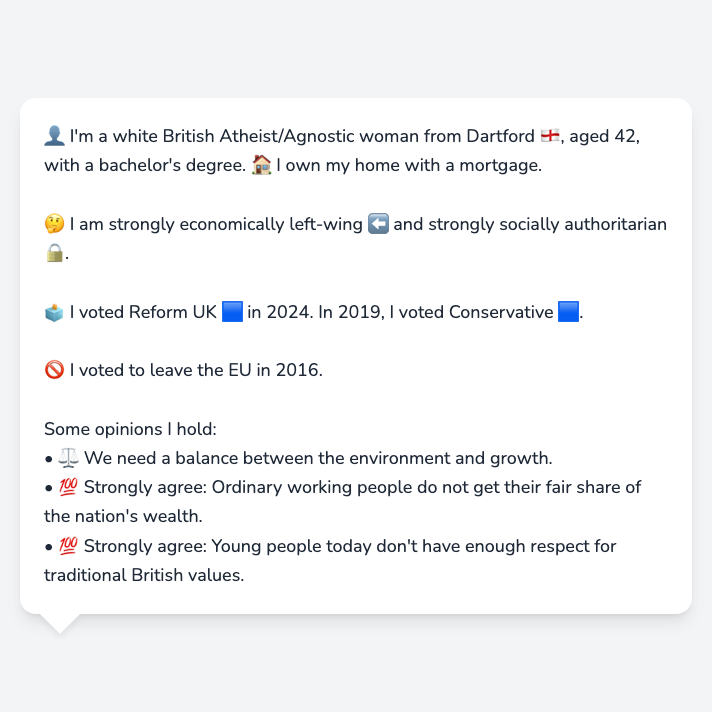 👤 I'm a white British Atheist/Agnostic woman from Dartford 🏴󠁧󠁢󠁥󠁮󠁧󠁿, aged 42,
with a bachelor's degree. 🏠 I own my home with a mortgage.
🤔 I am strongly economically left-wing ⬅️ and strongly socially authoritarian
🔒.
🗳️ I voted Reform UK 🟦 in 2024. In 2019, I voted Conservative 🟦.
🚫 I voted to leave the EU in 2016.
Some opinions I hold:
• ⚖️ We need a balance between the environment and growth.
• 💯 Strongly agree: Ordinary working people do not get their fair share of
the nation's wealth.
• 💯 Strongly agree: Young people today don't have enough respect for
traditional British values.